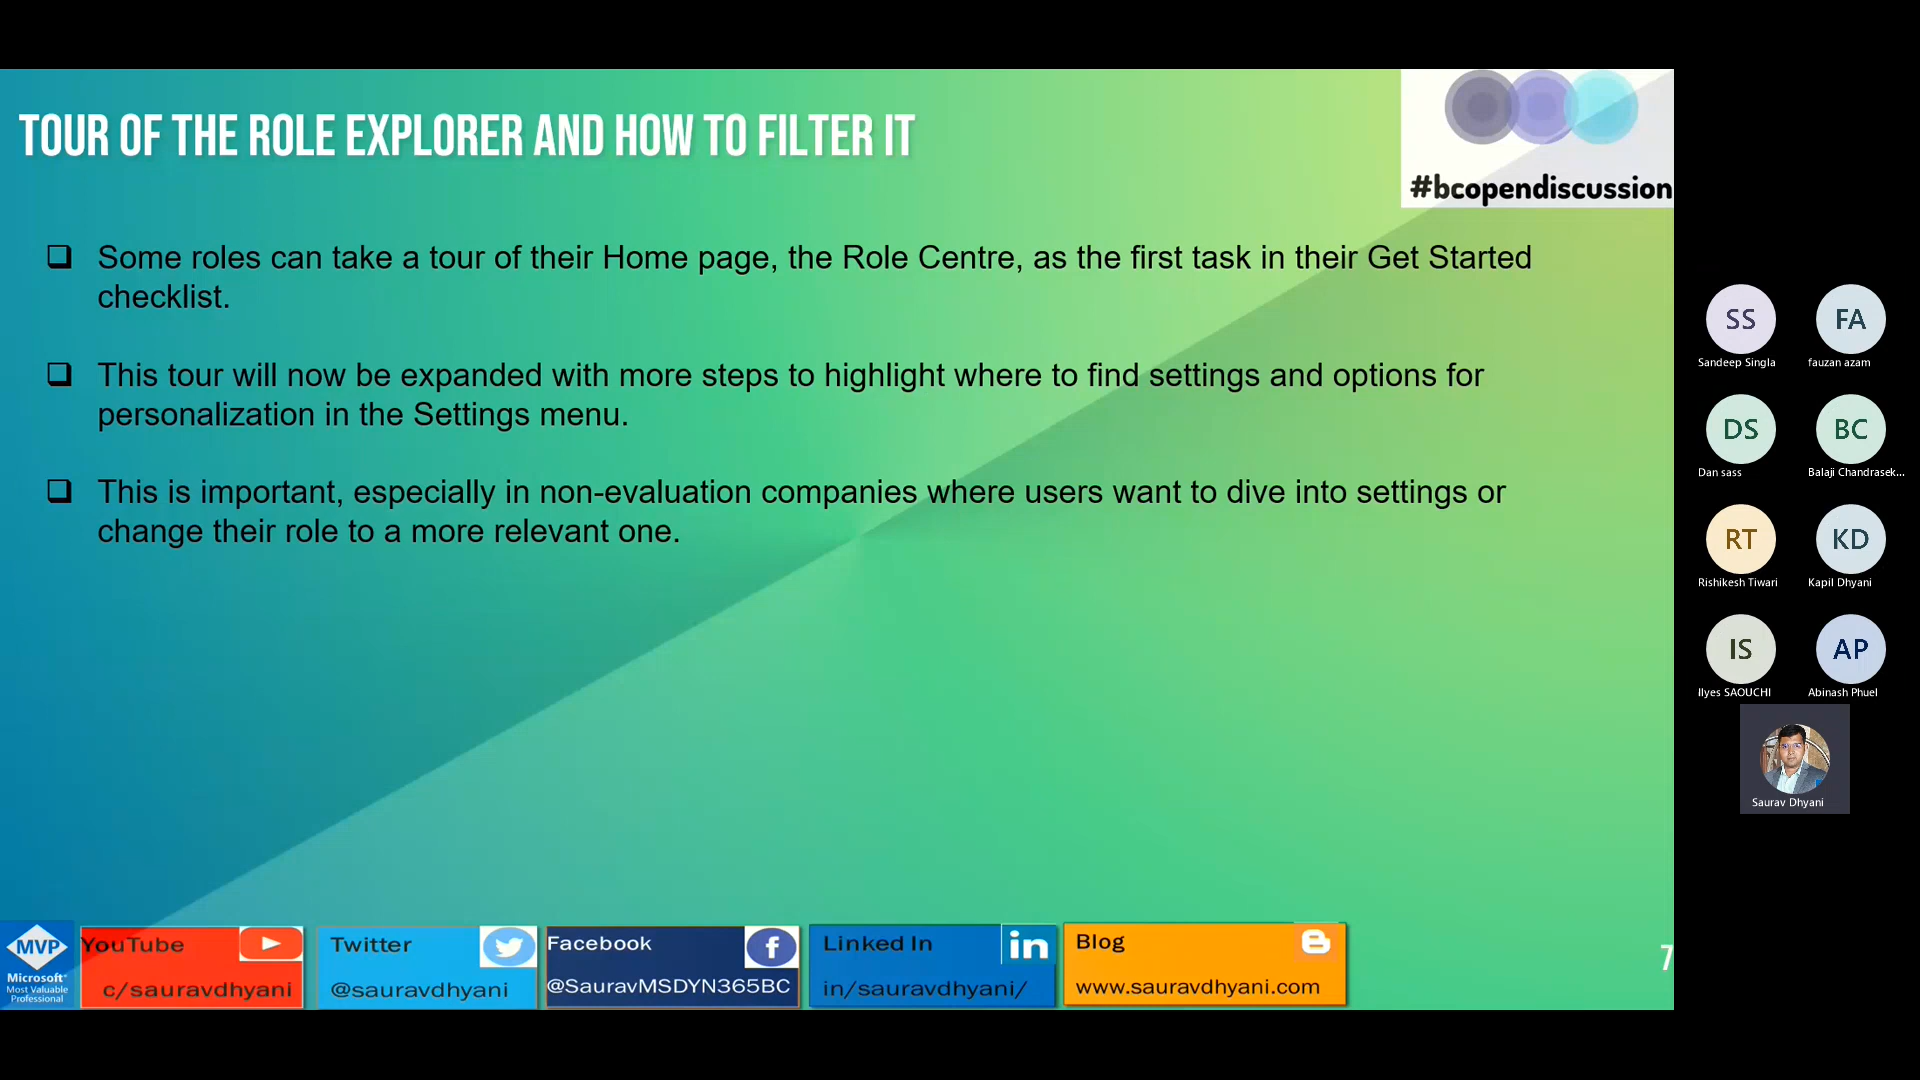 TOUR OF THE ROLE EXPLORER AND HOW TO FILTER IT
#bcopendiscussion
Some roles can take a tour of their Home page, the Role Centre, as the first task in their Get Started
checklist.
This tour will now be expanded with more steps to highlight where to find settings and options for
personalization in the Settings menu.
This is important, especially in non-evaluation companies where users want to dive into settings or
change their role to a more relevant one.
SS
Sandeep Singla
FA
fauzan azam
DS
Dan sass
BC
Balaji Chandrasek...
RT
Rishikesh Tiwari
KD
Kapil Dhyani
IS
Ilyes SAOUCHI
AP
Abinash Phuel
Saurav Dhyani
MVP
Microsoft®
Most Valuable
Professional
YouTube
c/sauravdhyani
Twitter
@sauravdhyani
Facebook
@SauravMSDYN365BC
Linked In
in
in/sauravdhyani/
Blog
www.sauravdhyani.com
7